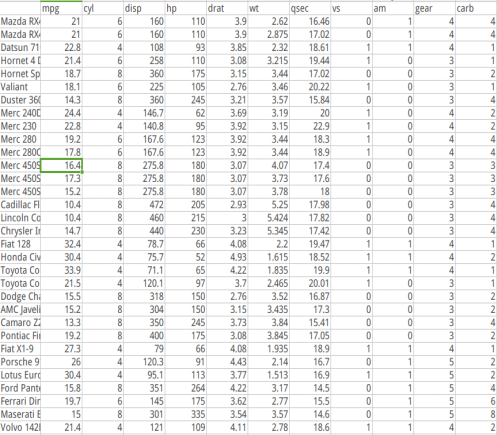 mpg cyl disp hp drat wt qsec vs am gear carb
Mazda RX4 21 6 160 110 3.9 2.62 16.46 0 1 4 4
Mazda RX4 21 6 160 110 3.9 2.875 17.02 0 1 4 4
Datsun 71 22.8 4 108 93 3.85 2.32 18.61 1 1 4 1
Hornet 4 D 21.4 6 258 110 3.08 3.215 19.44 1 0 3 1
Hornet Sp 18.7 8 360 175 3.15 3.44 17.02 0 0 3 2
Valiant 18.1 6 225 105 2.76 3.46 20.22 1 0 3 1
Duster 360 14.3 8 360 245 3.21 3.57 15.84 0 0 3 4
Merc 240D 24.4 4 146.7 62 3.69 3.19 20 1 0 4 2
Merc 230 22.8 4 140.8 95 3.92 3.15 22.9 1 0 4 2
Merc 280 19.2 6 167.6 123 3.92 3.44 18.3 1 0 4 4
Merc 280C 17.8 6 167.6 123 3.92 3.44 18.9 1 0 4 4
Merc 450S 16.4 8 275.8 180 3.07 4.07 17.4 0 0 3 3
Merc 450S 17.3 8 275.8 180 3.07 3.73 17.6 0 0 3 3
Merc 450S 15.2 8 275.8 180 3.07 3.78 18 0 0 3 3
Cadillac Fl 10.4 8 472 205 2.93 5.25 17.98 0 0 3 4
Lincoln Co 10.4 8 460 215 3 5.424 17.82 0 0 3 4
Chrysler I 14.7 8 440 230 3.23 5.345 17.42 0 0 3 4
Fiat 128 32.4 4 78.7 66 4.08 2.2 19.47 1 1 4 1
Honda Civ 30.4 4 75.7 52 4.93 1.615 18.52 1 1 4 2
Toyota Co 33.9 4 71.1 65 4.22 1.835 19.9 1 1 4 1
Toyota Co 21.5 4 120.1 97 3.7 2.465 20.01 1 0 3 1
Dodge Cha 15.5 8 318 150 2.76 3.52 16.87 0 0 3 2
AMC Javeli 15.2 8 304 150 3.15 3.435 17.3 0 0 3 2
Camaro Z2 13.3 8 350 245 3.73 3.84 15.41 0 0 3 4
Pontiac Fi 19.2 8 400 175 3.08 3.845 17.05 0 0 3 2
Fiat X1-9 27.3 4 79 66 4.08 1.935 18.9 1 1 4 1
Porsche 9 26 4 120.3 91 4.43 2.14 16.7 0 1 5 2
Lotus Euro 30.4 4 95.1 113 3.77 1.513 16.9 1 1 5 2
Ford Pante 15.8 8 351 264 4.22 3.17 14.5 0 1 5 4
Ferrari Din 19.7 6 145 175 3.62 2.77 15.5 0 1 5 6
Maserati B 15 8 301 335 3.54 3.57 14.6 0 1 5 8
Volvo 142E 21.4 4 121 109 4.11 2.78 18.6 1 1 4 2